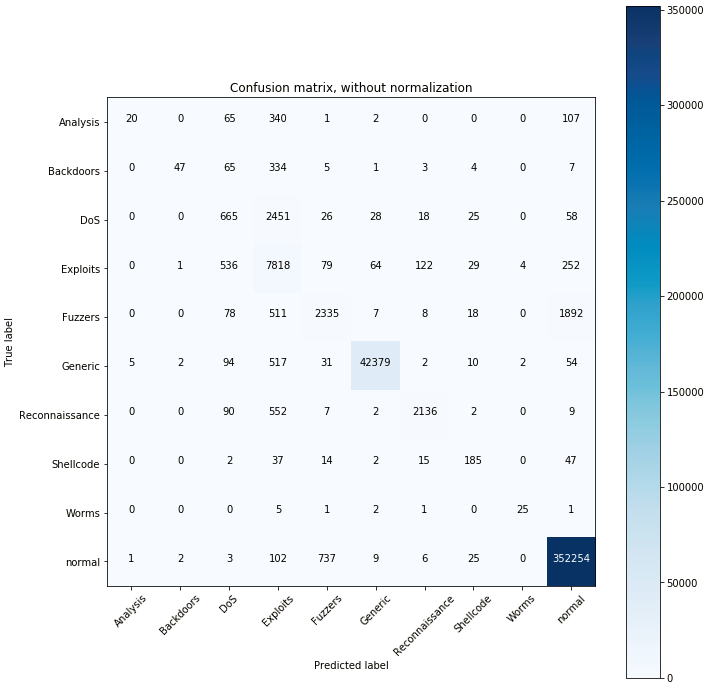 Confusion matrix, without normalization
True label
Analysis 20 0 65 340 1 2 0 0 0 107
Backdoors 0 47 65 334 5 1 3 4 0 7
DoS 0 0 665 2451 26 28 18 25 0 58
Exploits 0 1 536 7818 79 64 122 29 4 252
Fuzzers 0 0 78 511 2335 7 8 18 0 1892
Generic 5 2 94 517 31 42379 2 10 2 54
Reconnaissance 0 0 90 552 7 2 2136 2 0 9
Shellcode 0 0 2 37 14 2 15 185 0 47
Worms 0 0 0 5 1 2 1 0 25 1
normal 1 2 3 102 737 9 6 25 0 352254
Analysis Backdoors DoS Exploits Fuzzers Generic Reconnaissance Shellcode Worms normal
Predicted label
350000
300000
250000
200000
150000
100000
50000
0